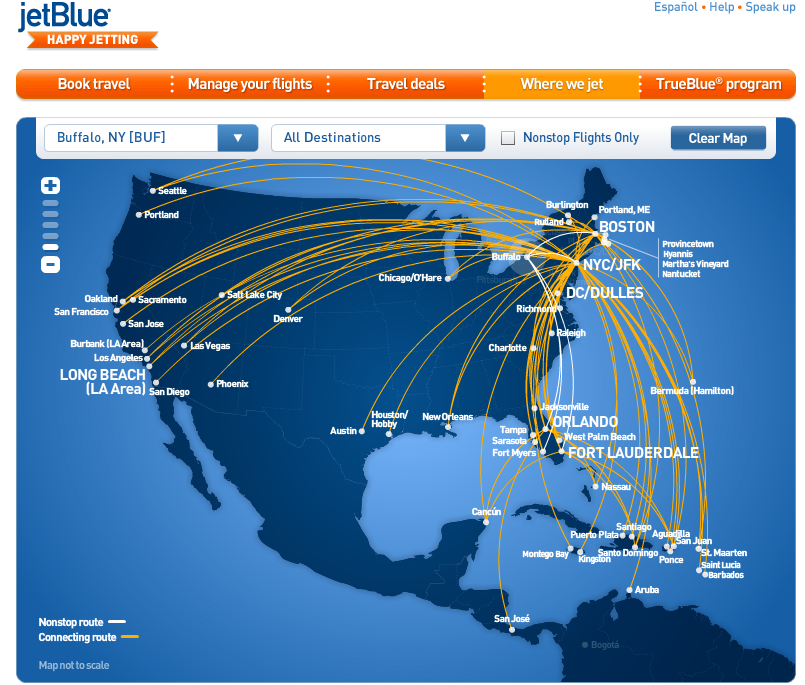 jetBlue®
HAPPY JETTING
Español • Help • Speak up
Book travel
Manage your flights
Travel deals
Where we jet
TrueBlue® program
Buffalo, NY [BUF]
All Destinations
Nonstop Flights Only
Clear Map
Seattle
Portland
Burlington
Portland, ME
Rutland
BOSTON
Provincetown
Hyannis
Martha's Vineyard
Nantucket
Buffalo
NYC/JFK
Chicago/O'Hare
Pittsburgh
DC/DULLES
Oakland
Sacramento
Salt Lake City
San Francisco
Denver
Richmond
San Jose
Raleigh
Burbank (LA Area)
Las Vegas
Charlotte
Los Angeles
LONG BEACH
(LA Area)
San Diego
Phoenix
Bermuda (Hamilton)
Jacksonville
Houston/
Hobby
New Orleans
Austin
ORLANDO
Tampa
West Palm Beach
Sarasota
Fort Myers
FORT LAUDERDALE
Nassau
Cancún
Santiago
Puerto Plata
Aguadilla
San Juan
Montego Bay
Kingston
Santo Domingo
Ponce
St. Maarten
Saint Lucia
Barbados
Aruba
San José
Bogotá
Nonstop route
Connecting route
Map not to scale